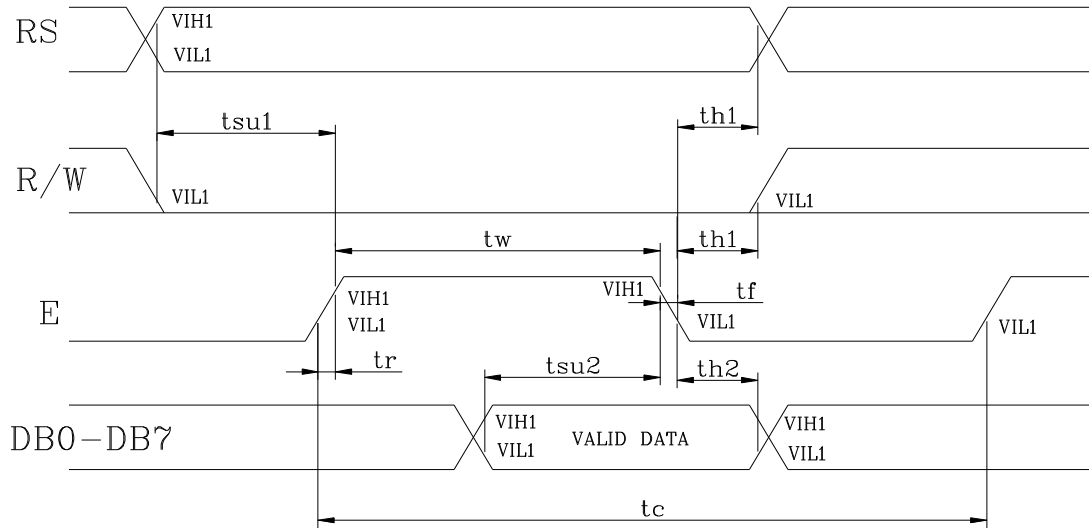 RS
VIH1
VIL1
tsu1
th1
R/W
VIL1
VIL1
tw
th1
E
VIH1
VIL1
VIH1
tf
VIL1
VIL1
tr
tsu2
th2
DB0-DB7
VIH1
VIL1
VALID DATA
VIH1
VIL1
tc